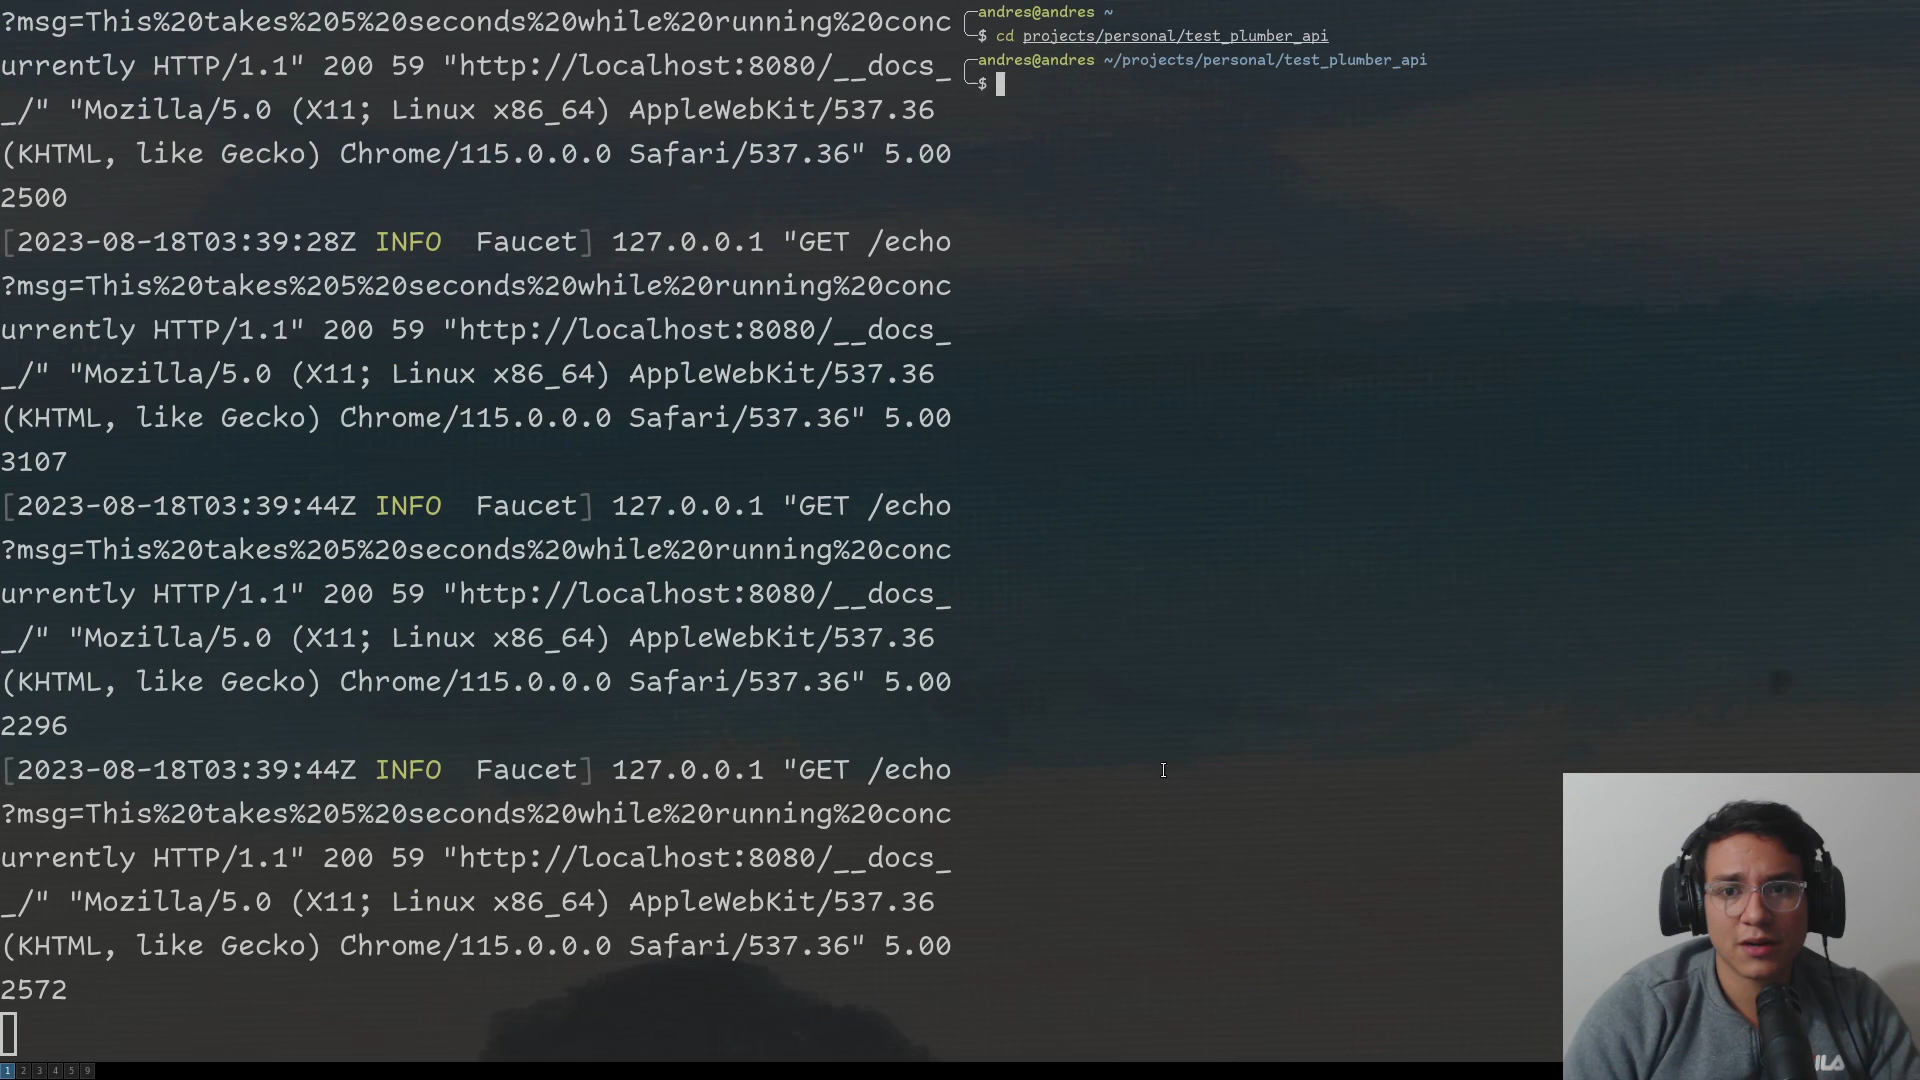 ?msg=This%20takes%205%20seconds%20while%20running%20conc
urrently HTTP/1.1" 200 59 "http://localhost:8080/__docs_
_/" "Mozilla/5.0 (X11; Linux x86_64) AppleWebKit/537.36
(KHTML, like Gecko) Chrome/115.0.0.0 Safari/537.36" 5.00
2500
[2023-08-18T03:39:28Z INFO  Faucet] 127.0.0.1 "GET /echo
?msg=This%20takes%205%20seconds%20while%20running%20conc
urrently HTTP/1.1" 200 59 "http://localhost:8080/__docs_
_/" "Mozilla/5.0 (X11; Linux x86_64) AppleWebKit/537.36
(KHTML, like Gecko) Chrome/115.0.0.0 Safari/537.36" 5.00
3107
[2023-08-18T03:39:44Z INFO  Faucet] 127.0.0.1 "GET /echo
?msg=This%20takes%205%20seconds%20while%20running%20conc
urrently HTTP/1.1" 200 59 "http://localhost:8080/__docs_
_/" "Mozilla/5.0 (X11; Linux x86_64) AppleWebKit/537.36
(KHTML, like Gecko) Chrome/115.0.0.0 Safari/537.36" 5.00
2296
[2023-08-18T03:39:44Z INFO  Faucet] 127.0.0.1 "GET /echo
?msg=This%20takes%205%20seconds%20while%20running%20conc
urrently HTTP/1.1" 200 59 "http://localhost:8080/__docs_
_/" "Mozilla/5.0 (X11; Linux x86_64) AppleWebKit/537.36
(KHTML, like Gecko) Chrome/115.0.0.0 Safari/537.36" 5.00
2572
andres@andres ~
$ cd projects/personal/test_plumber_api
andres@andres ~/projects/personal/test_plumber_api
$
1 2 3 4 5 9